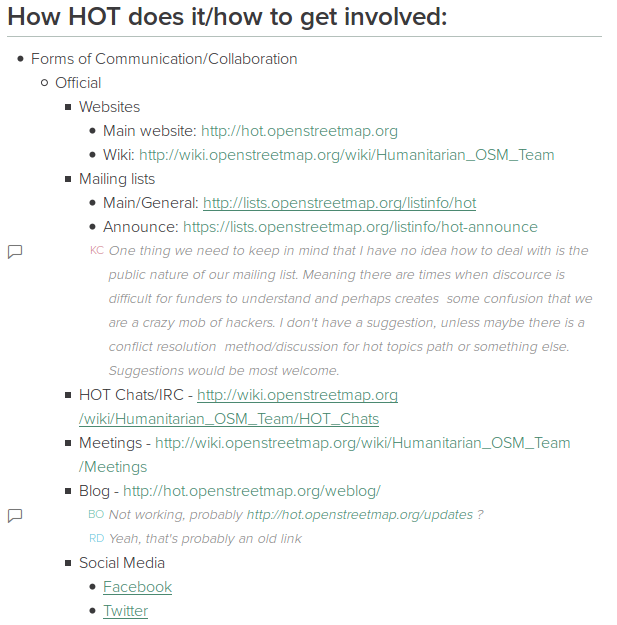 How HOT does it/how to get involved:
Forms of Communication/Collaboration
Official
Websites
Main website: http://hot.openstreetmap.org
Wiki: http://wiki.openstreetmap.org/wiki/Humanitarian_OSM_Team
Mailing lists
Main/General: http://lists.openstreetmap.org/listinfo/hot
Announce: https://lists.openstreetmap.org/listinfo/hot-announce
KC One thing we need to keep in mind that I have no idea how to deal with is the
public nature of our mailing list. Meaning there are times when discource is
difficult for funders to understand and perhaps creates  some confusion that we
are a crazy mob of hackers. I don't have a suggestion, unless maybe there is a
conflict resolution  method/discussion for hot topics path or something else.
Suggestions would be most welcome.
HOT Chats/IRC - http://wiki.openstreetmap.org
/wiki/Humanitarian_OSM_Team/HOT_Chats
Meetings - http://wiki.openstreetmap.org/wiki/Humanitarian_OSM_Team
/Meetings
Blog - http://hot.openstreetmap.org/weblog/
BO Not working, probably http://hot.openstreetmap.org/updates ?
RD Yeah, that's probably an old link
Social Media
Facebook
Twitter